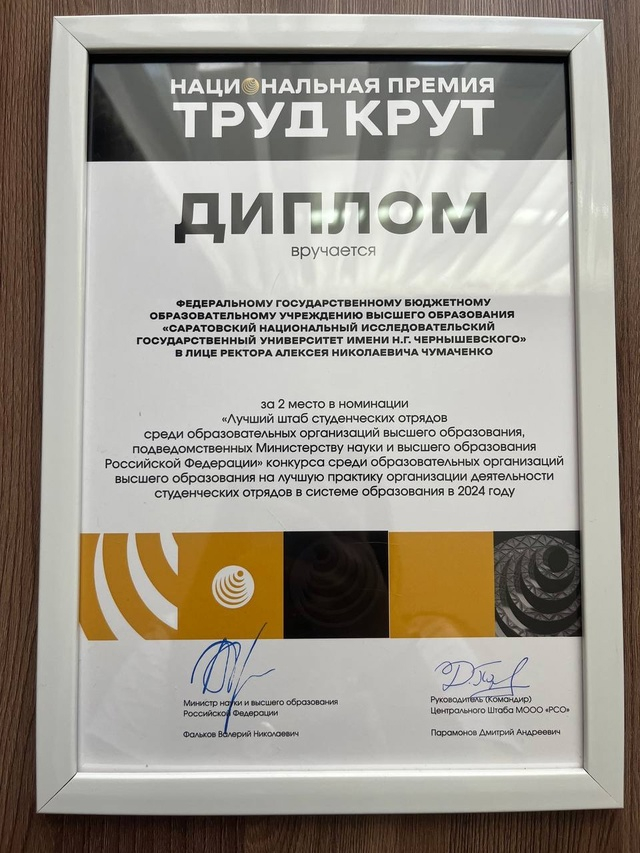 НАЦИОНАЛЬНАЯ ПРЕМИЯ
ТРУД КРУТ
ДИПЛОМ
вручается
ФЕДЕРАЛЬНОМУ ГОСУДАРСТВЕННОМУ БЮДЖЕТНОМУ
ОБРАЗОВАТЕЛЬНОМУ УЧРЕЖДЕНИЮ ВЫСШЕГО ОБРАЗОВАНИЯ
«САРАТОВСКИЙ НАЦИОНАЛЬНЫЙ ИССЛЕДОВАТЕЛЬСКИЙ
ГОСУДАРСТВЕННЫЙ УНИВЕРСИТЕТ ИМЕНИ Н.Г. ЧЕРНЫШЕВСКОГО»
В ЛИЦЕ РЕКТОРА АЛЕКСЕЯ НИКОЛАЕВИЧА ЧУМАЧЕНКО
за 2 место в номинации
«Лучший штаб студенческих отрядов
среди образовательных организаций высшего образования,
подведомственных Министерству науки и высшего образования
Российской Федерации» конкурса среди образовательных организаций
высшего образования на лучшую практику организации деятельности
студенческих отрядов в системе образования в 2024 году
Министр науки и высшего образования
Российской Федерации
Фальков Валерий Николаевич
Руководитель (Командир)
Центрального Штаба МООО «РСО»
Парамонов Дмитрий Андреевич